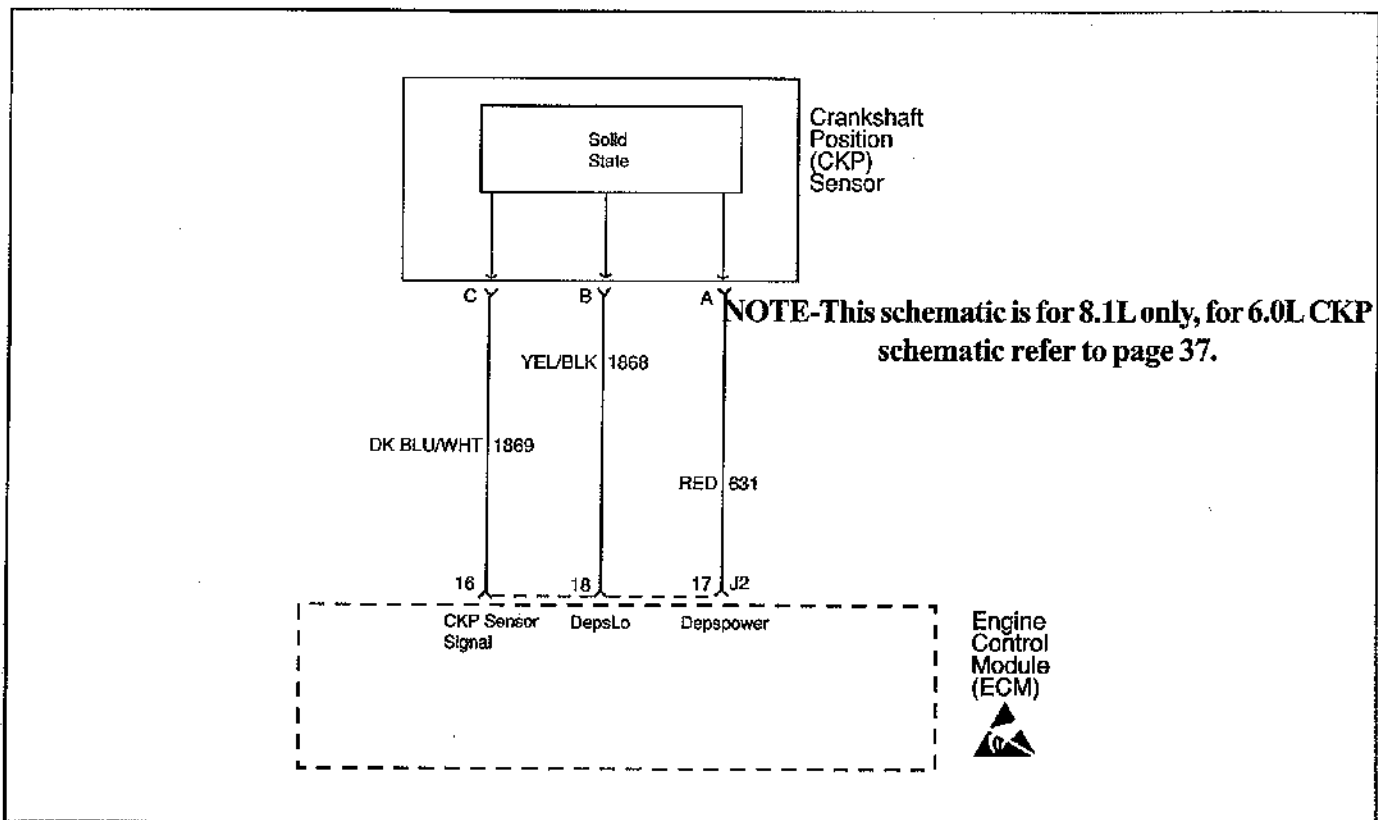 Solid
State
Crankshaft
Position
(CKP)
Sensor
C
B
A
NOTE-This schematic is for 8.1L only, for 6.0L CKP
schematic refer to page 37.
YEL/BLK 1868
DK BLU/WHT 1869
RED 631
16
18
17 J2
CKP Sensor
Signal
DepsLo
Depspower
Engine
Control
Module
(ECM)